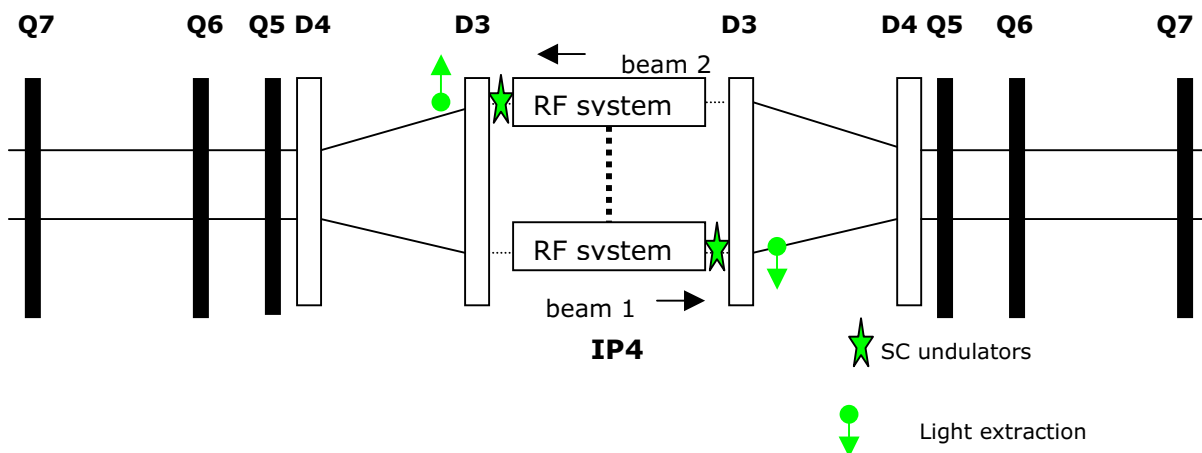 Q7 Q6 Q5 D4 D3 D3 D4 Q5 Q6 Q7
beam 2
RF system
RF system
beam 1
IP4
SC undulators
Light extraction